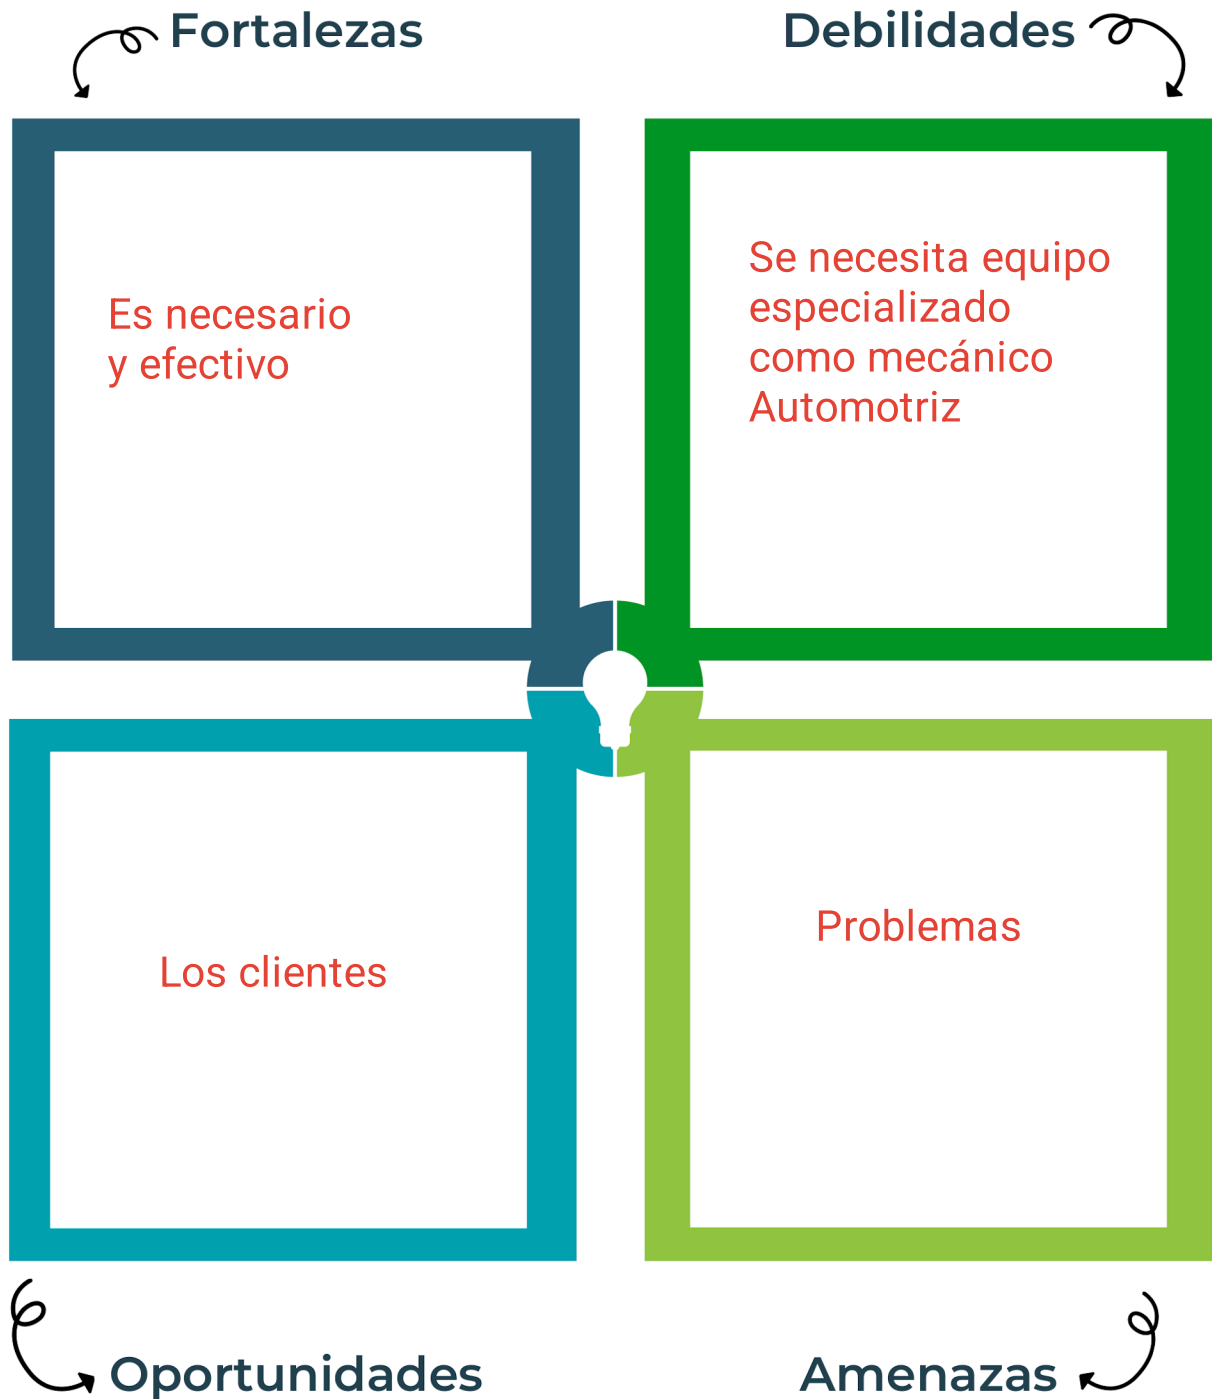 Fortalezas
Debilidades
Es necesario
y efectivo
Se necesita equipo
especializado
como mecánico
Automotriz
Los clientes
Problemas
Oportunidades
Amenazas